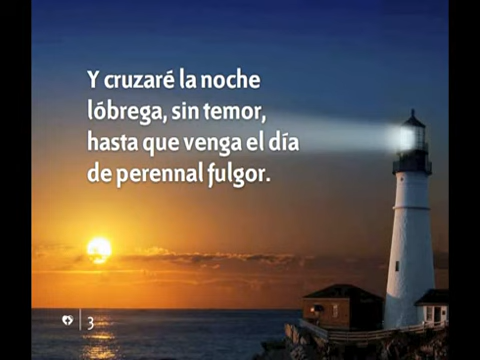 Y cruzaré la noche
lóbrega, sin temor,
hasta que venga el día
de perennal fulgor.
3